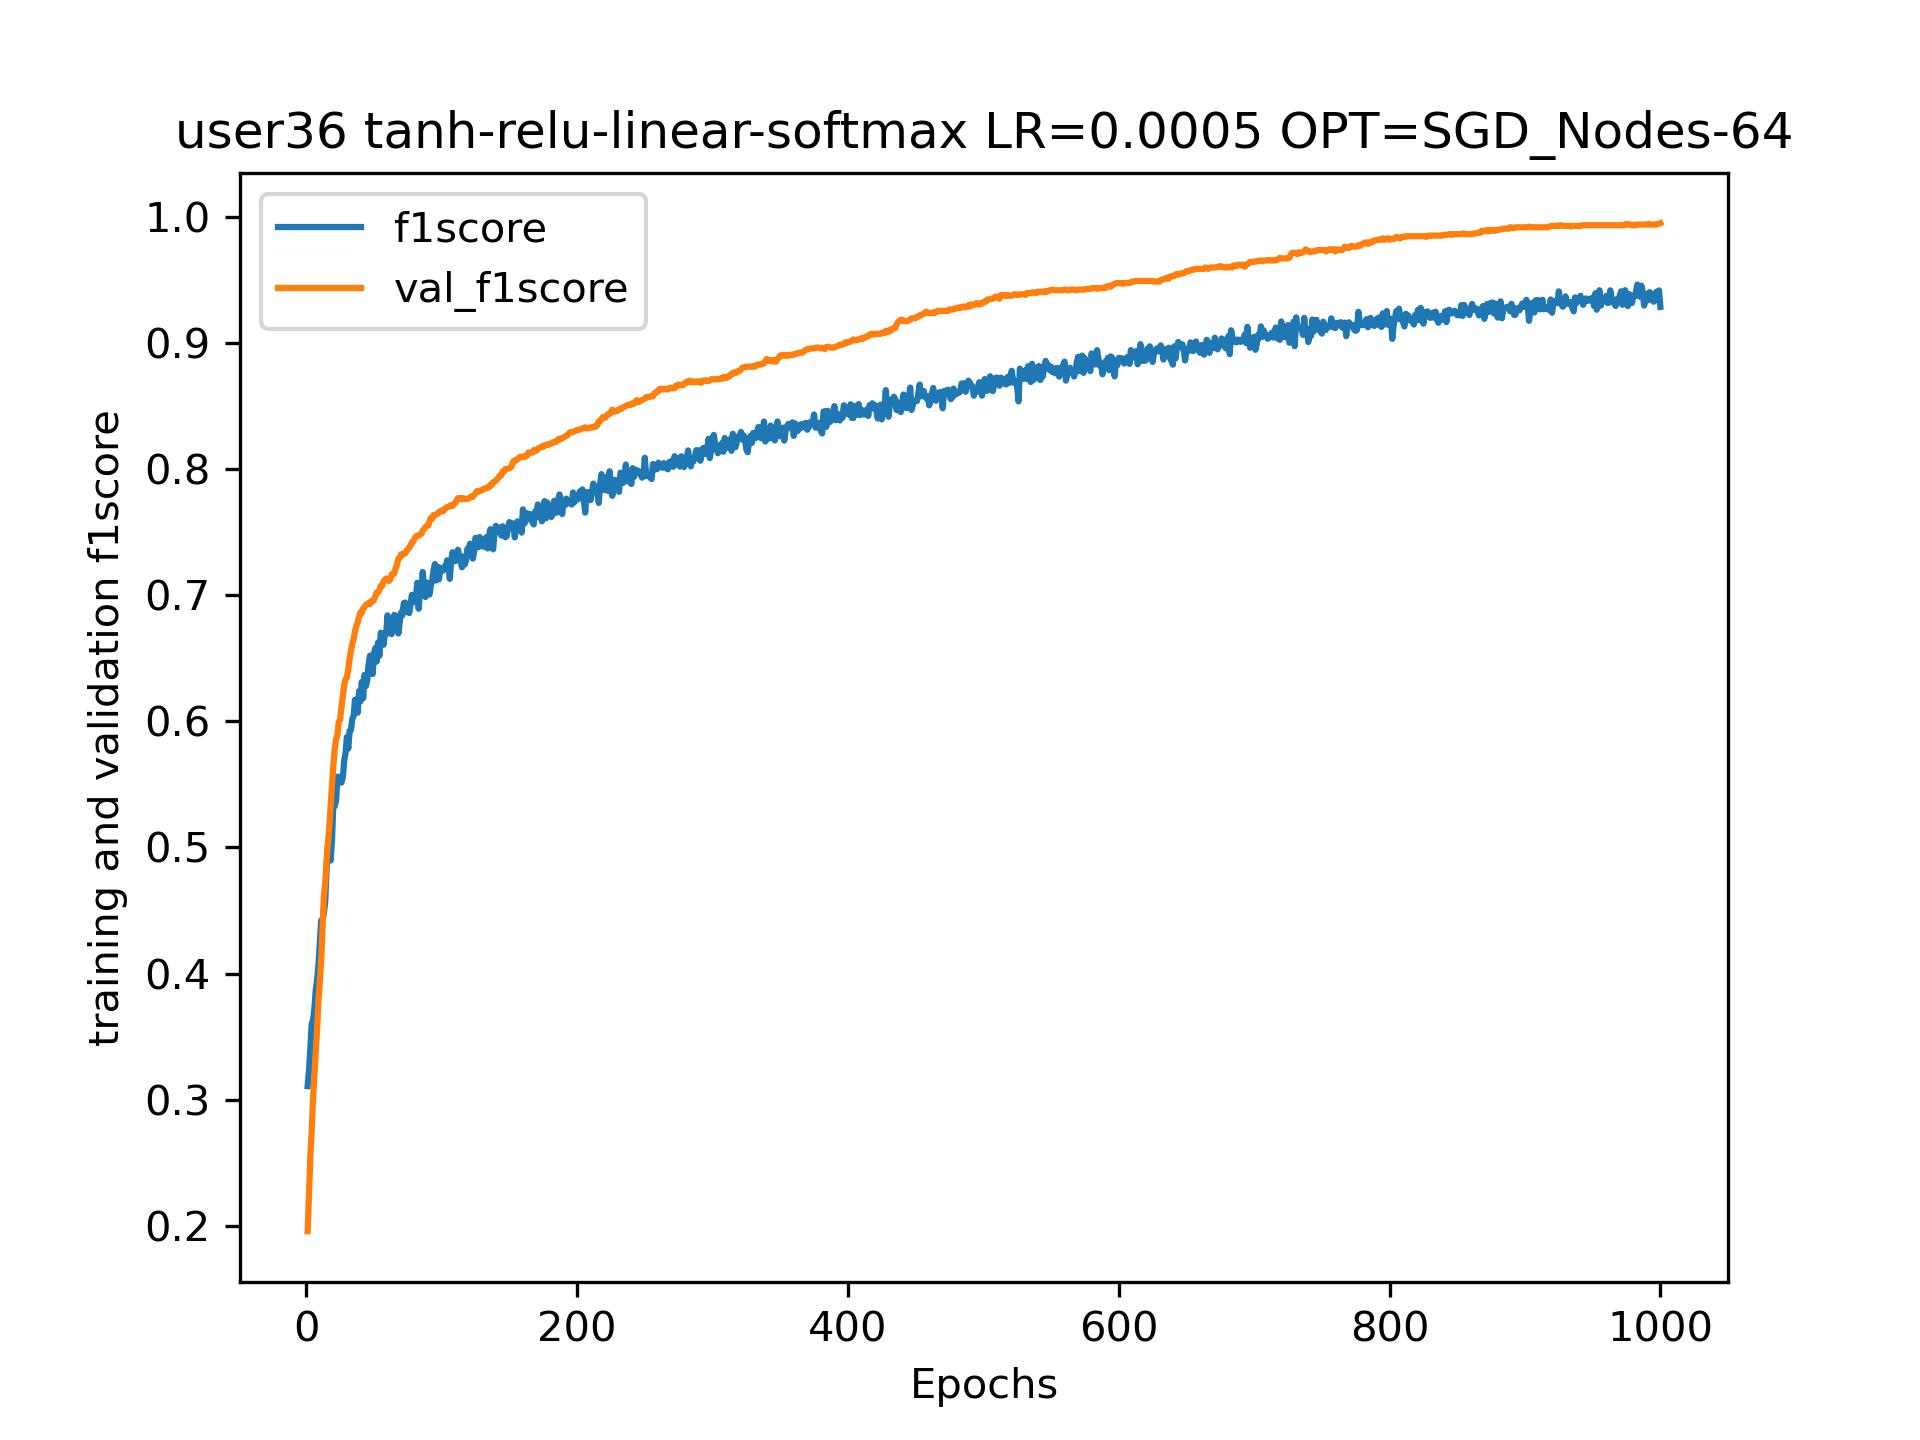 user36 tanh-relu-linear-softmax LR=0.0005 OPT=SGD_Nodes-64
f1score
val_f1score
training and validation f1score
1.0
0.9
0.8
0.7
0.6
0.5
0.4
0.3
0.2
0 200 400 600 800 1000
Epochs